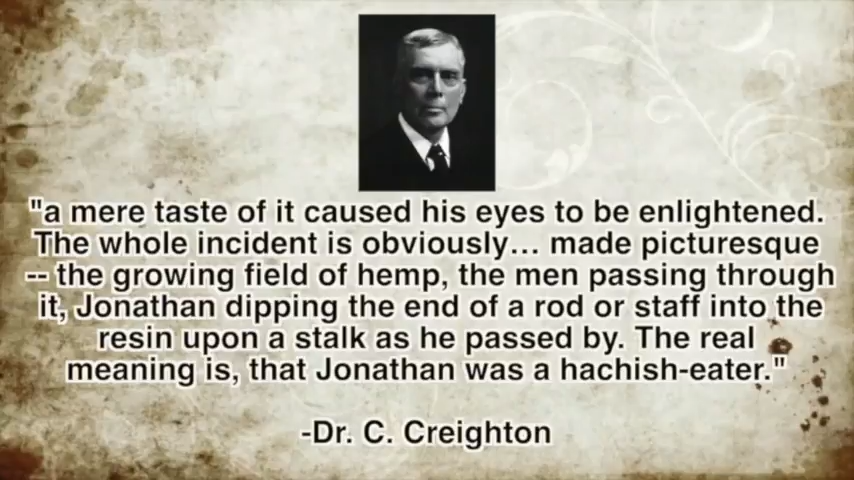 "a mere taste of it caused his eyes to be enlightened.
The whole incident is obviously... made picturesque
-- the growing field of hemp, the men passing through
it, Jonathan dipping the end of a rod or staff into the
resin upon a stalk as he passed by. The real
meaning is, that Jonathan was a hachish-eater."
-Dr. C. Creighton